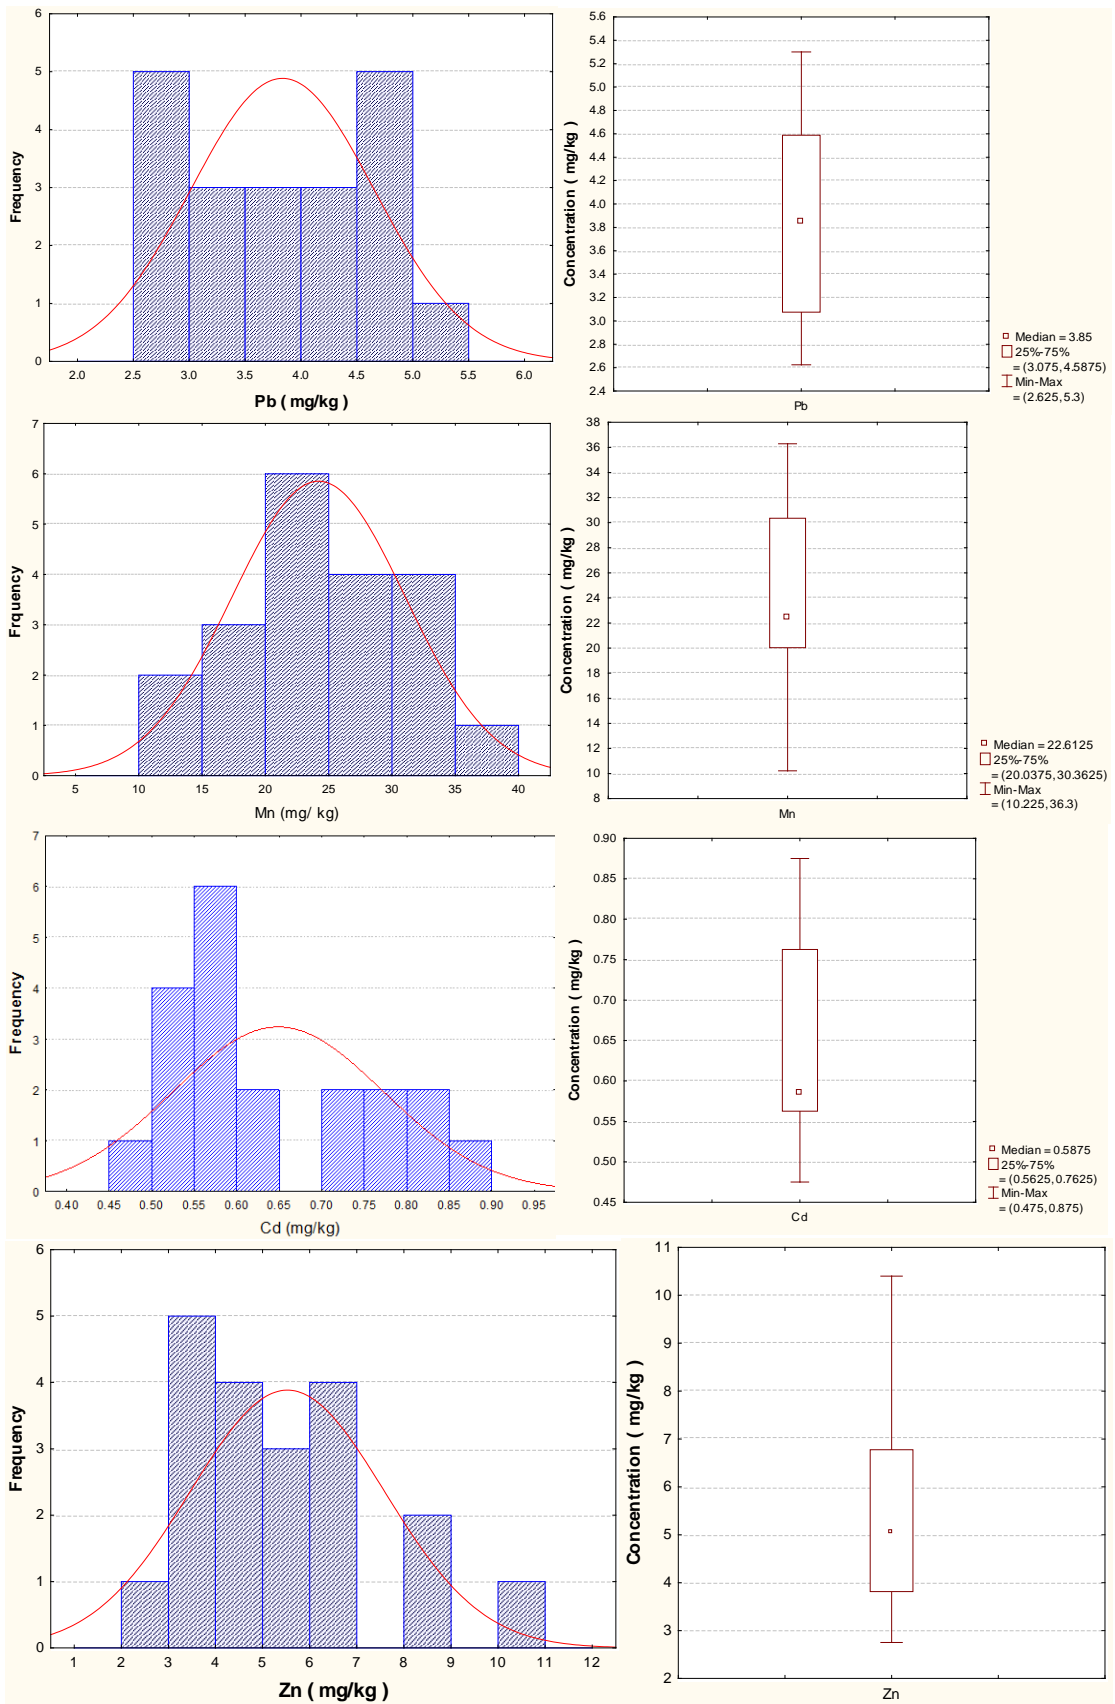 6
5
4
3
2
1
0
Frequency
2.0 2.5 3.0 3.5 4.0 4.5 5.0 5.5 6.0
Pb ( mg/kg )
5.6
5.4
5.2
5.0
4.8
4.6
4.4
4.2
4.0
3.8
3.6
3.4
3.2
3.0
2.8
2.6
2.4
Concentration ( mg/kg )
Pb
Median = 3.85
25%-75%
= (3.075, 4.5875)
Min-Max
= (2.625, 5.3)
7
6
5
4
3
2
1
0
Frquency
5 10 15 20 25 30 35 40
Mn (mg/ kg)
38
36
34
32
30
28
26
24
22
20
18
16
14
12
10
8
Concentration ( mg/kg )
Mn
Median = 22.6125
25%-75%
= (20.0375, 30.3625)
Min-Max
= (10.225, 36.3)
7
6
5
4
3
2
1
0
Frequency
0.40 0.45 0.50 0.55 0.60 0.65 0.70 0.75 0.80 0.85 0.90 0.95
Cd (mg/kg)
0.90
0.85
0.80
0.75
0.70
0.65
0.60
0.55
0.50
0.45
Concentration ( mg/kg )
Cd
Median = 0.5875
25%-75%
= (0.5625, 0.7625)
Min-Max
= (0.475, 0.875)
6
5
4
3
2
1
0
Frequency
1 2 3 4 5 6 7 8 9 10 11 12
Zn ( mg/kg )
11
10
9
8
7
6
5
4
3
2
Concentration ( mg/kg )
Zn